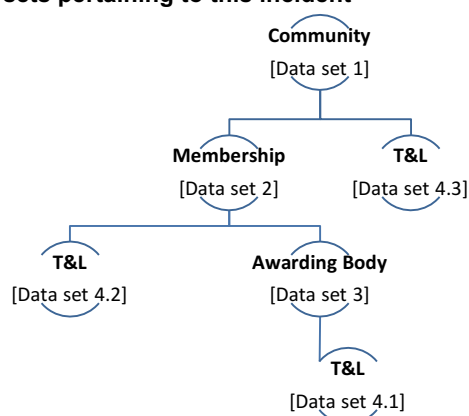 pertaining to this incident
Community
[Data set 1]
Membership
[Data set 2]
T&L
[Data set 4.3]
T&L
[Data set 4.2]
Awarding Body
[Data set 3]
T&L
[Data set 4.1]